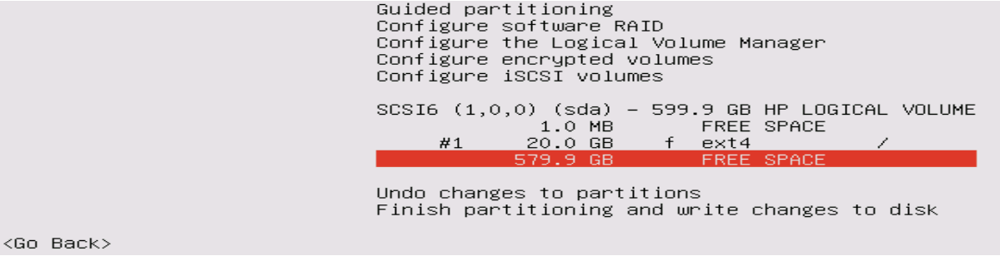 Guided partitioning
Configure software RAID
Configure the Logical Volume Manager
Configure encrypted volumes
Configure iSCSI volumes
SCSI6 (1,0,0) (sda) - 599.9 GB HP LOGICAL VOLUME
1.0 MB FREE SPACE
#1 20.0 GB f ext4 /
579.9 GB FREE SPACE
Undo changes to partitions
Finish partitioning and write changes to disk
<Go Back>